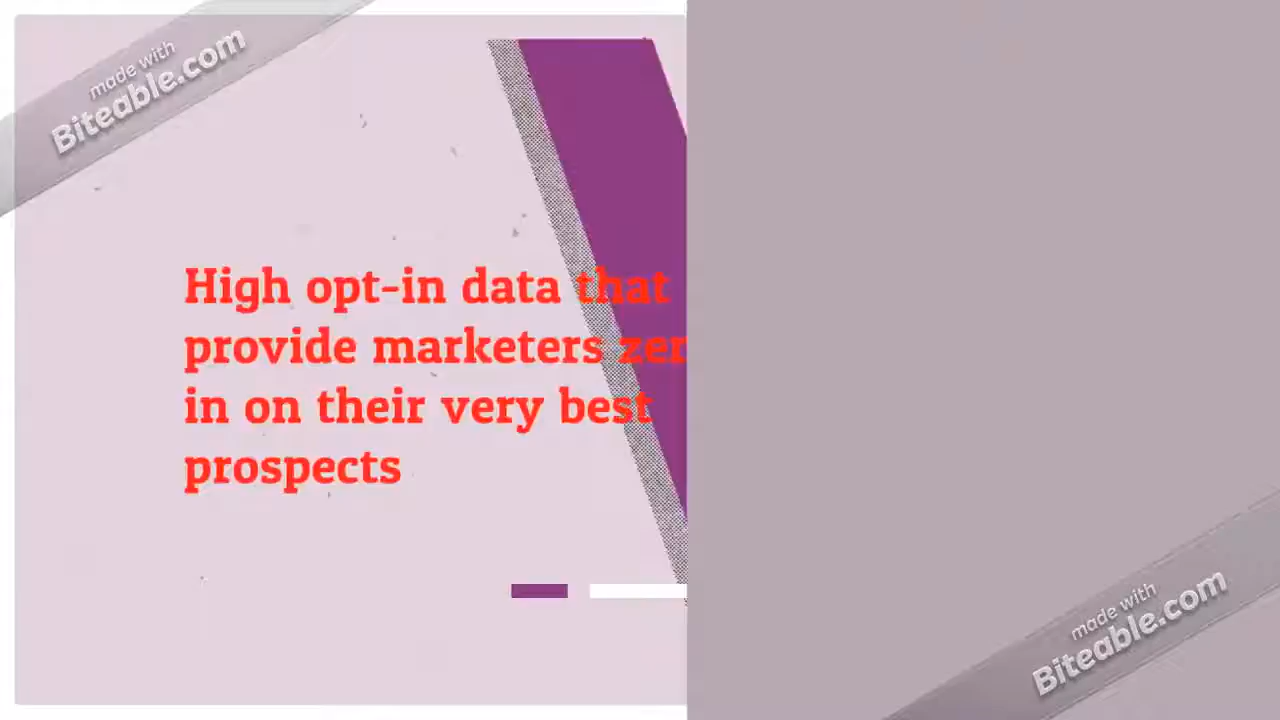 made with
Biteable.com
High opt-in data that
provide marketers zer
in on their very best
prospects
made with
Biteable.com